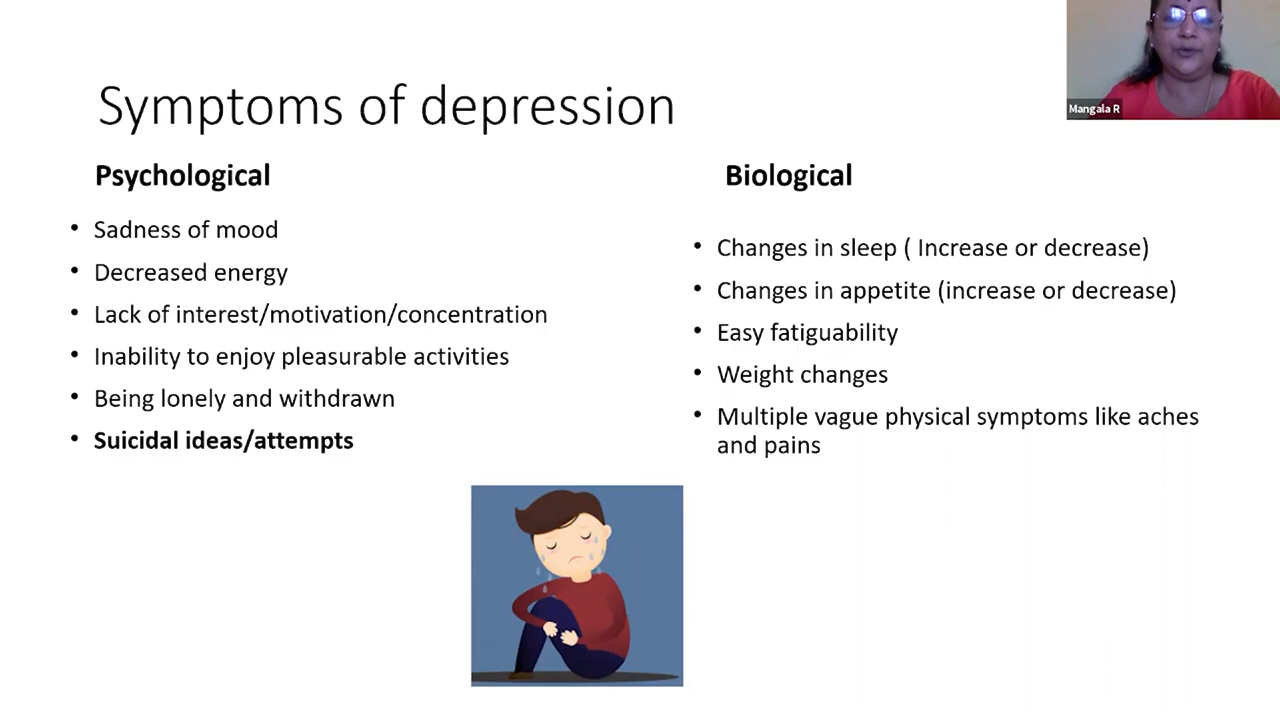 Symptoms of depression
Mangala R
Psychological
• Sadness of mood
• Decreased energy
• Lack of interest/motivation/concentration
• Inability to enjoy pleasurable activities
• Being lonely and withdrawn
• Suicidal ideas/attempts
Biological
• Changes in sleep ( Increase or decrease)
• Changes in appetite (increase or decrease)
• Easy fatiguability
• Weight changes
• Multiple vague physical symptoms like aches
and pains